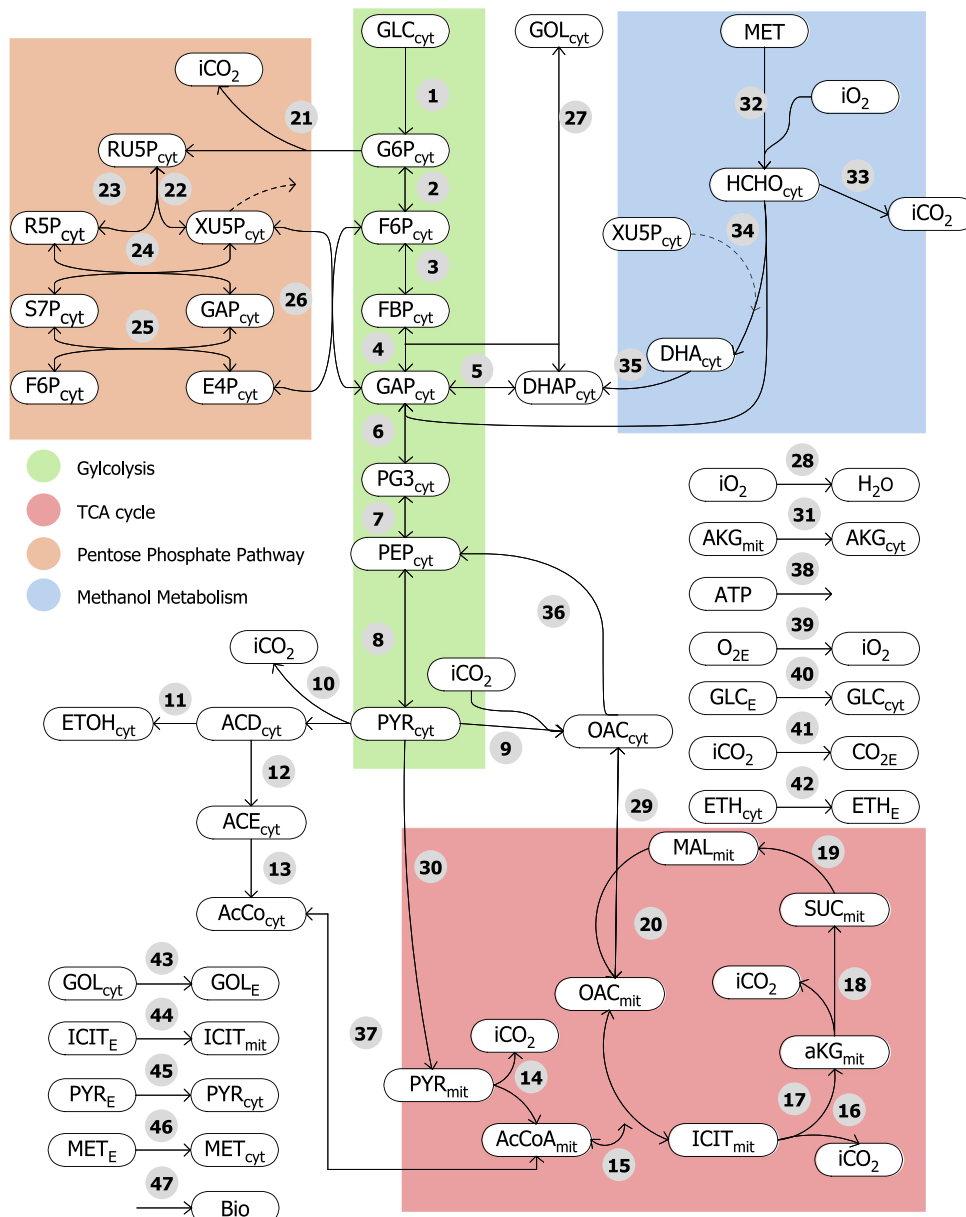 GLCcyt
GOLcyt
MET
iCO2
iO2
1
32
21
27
RU5Pcyt
G6Pcyt
HCHOcyt
33
23
22
2
iCO2
R5Pcyt
XU5Pcyt
F6Pcyt
XU5Pcyt
34
24
3
S7Pcyt
GAPcyt
26
FBPcyt
25
4
DHAcyt
5
35
F6Pcyt
E4Pcyt
GAPcyt
DHAPcyt
6
Gylcolysis
PG3cyt
28
iO2
H2O
TCA cycle
7
31
AKGmit
AKGcyt
Pentose Phosphate Pathway
PEPcyt
38
Methanol Metabolism
ATP
36
8
39
iCO2
O2E
iO2
10
iCO2
40
11
GLCE
GLCcyt
ETOHcyt
ACDcyt
PYRcyt
OACcyt
41
9
iCO2
CO2E
12
42
29
ETHcyt
ETHE
ACEcyt
MALmit
19
13
30
AcCocyt
20
SUCmit
43
GOLcyt
GOLE
OACmit
iCO2
18
44
37
ICITE
ICITmit
iCO2
aKGmit
45
PYRE
PYRcyt
PYRmit
14
17
16
46
METE
METcyt
AcCoAmit
15
ICITmit
iCO2
47
Bio